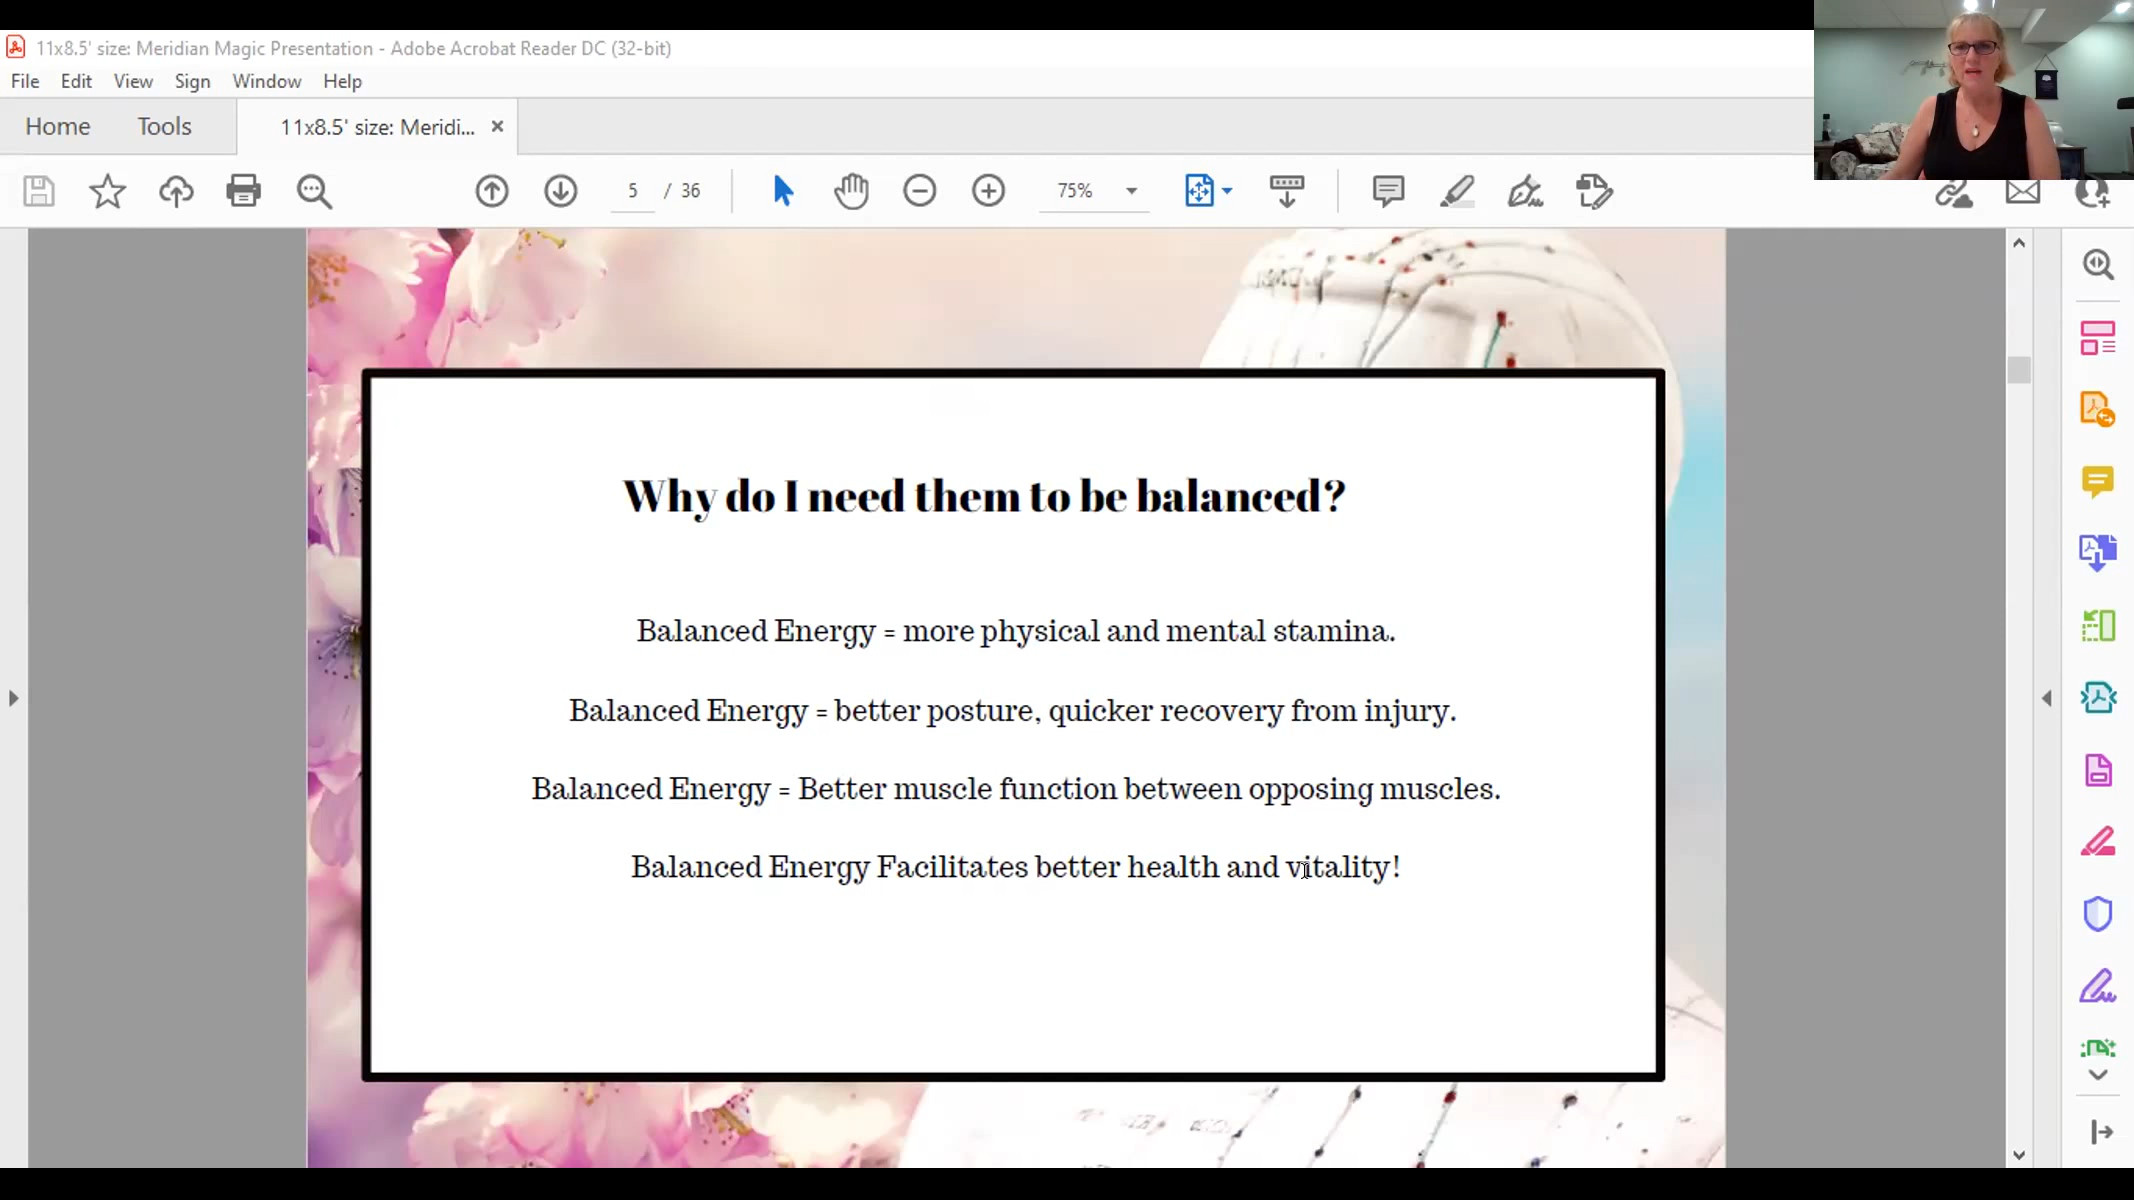 11x8.5' size: Meridian Magic Presentation - Adobe Acrobat Reader DC (32-bit)
File Edit View Sign Window Help
Home Tools 11x8.5' size: Meridi... ×
5 / 36 75%
Why do I need them to be balanced?
Balanced Energy = more physical and mental stamina.
Balanced Energy = better posture, quicker recovery from injury.
Balanced Energy = Better muscle function between opposing muscles.
Balanced Energy Facilitates better health and vitality!